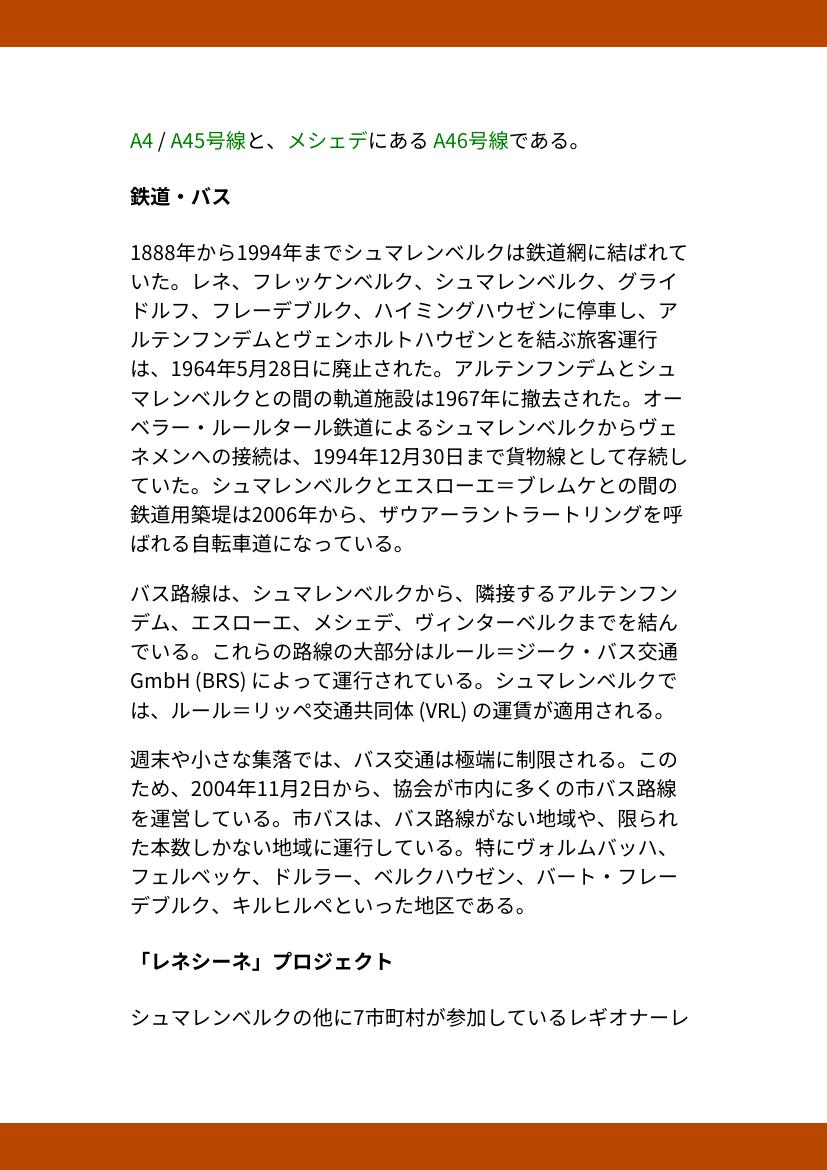 A4 / A45号線と、メシェデにある A46号線である。
鉄道・バス
1888年から1994年までシュマレンベルクは鉄道網に結ばれて
いた。レネ、フレッケンベルク、シュマレンベルク、グライ
ドルフ、フレーデブルク、ハイミングハウゼンに停車し、ア
ルテンフンデムとヴェンホルトハウゼンとを結ぶ旅客運行
は、1964年5月28日に廃止された。アルテンフンデムとシュ
マレンベルクとの間の軌道施設は1967年に撤去された。オー
ベラー・ルールタール鉄道によるシュマレンベルクからヴェ
ネメンへの接続は、1994年12月30日まで貨物線として存続し
ていた。シュマレンベルクとエスローエ＝ブレムケとの間の
鉄道用築堤は2006年から、ザウアーラントラートリングを呼
ばれる自転車道になっている。
バス路線は、シュマレンベルクから、隣接するアルテンフン
デム、エスローエ、メシェデ、ヴィンターベルクまでを結ん
でいる。これらの路線の大部分はルール＝ジーク・バス交通
GmbH (BRS) によって運行されている。シュマレンベルクで
は、ルール＝リッペ交通共同体 (VRL) の運賃が適用される。
週末や小さな集落では、バス交通は極端に制限される。この
ため、2004年11月2日から、協会が市内に多くの市バス路線
を運営している。市バスは、バス路線がない地域や、限られ
た本数しかない地域に運行している。特にヴォルムバッハ、
フェルベッケ、ドルラー、ベルクハウゼン、バート・フレー
デブルク、キルヒルペといった地区である。
「レネシーネ」プロジェクト
シュマレンベルクの他に7市町村が参加しているレギオナーレ